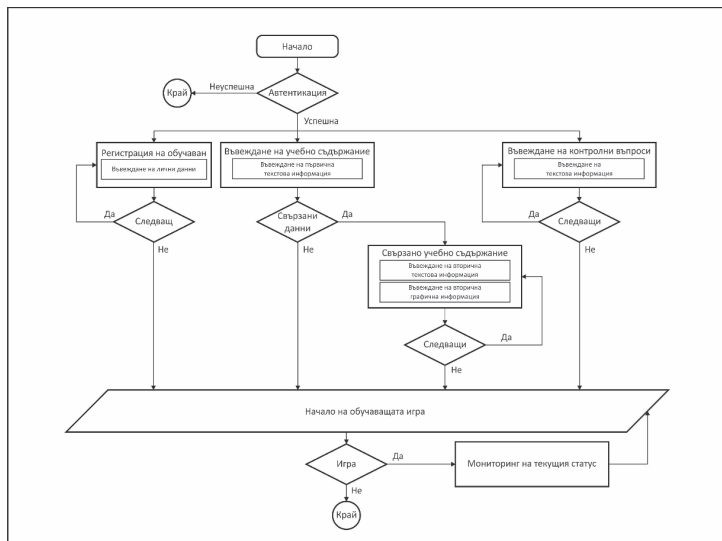 Начало
Автентикация
Неуспешна
Край
Успешна
Регистрация на обучаван
Въвеждане на лични данни
Въвеждане на учебно съдържание
Въвеждане на първична
текстова информация
Въвеждане на контролни въпроси
Въвеждане на
текстова информация
Да
Следващ
Не
Свързани
данни
Да
Не
Да
Следващи
Не
Свързано учебно съдържание
Въвеждане на вторична
текстова информация
Въвеждане на вторична
графична информация
Следващи
Да
Не
Начало на обучаващата игра
Игра
Да
Мониторинг на текущия статус
Не
Край